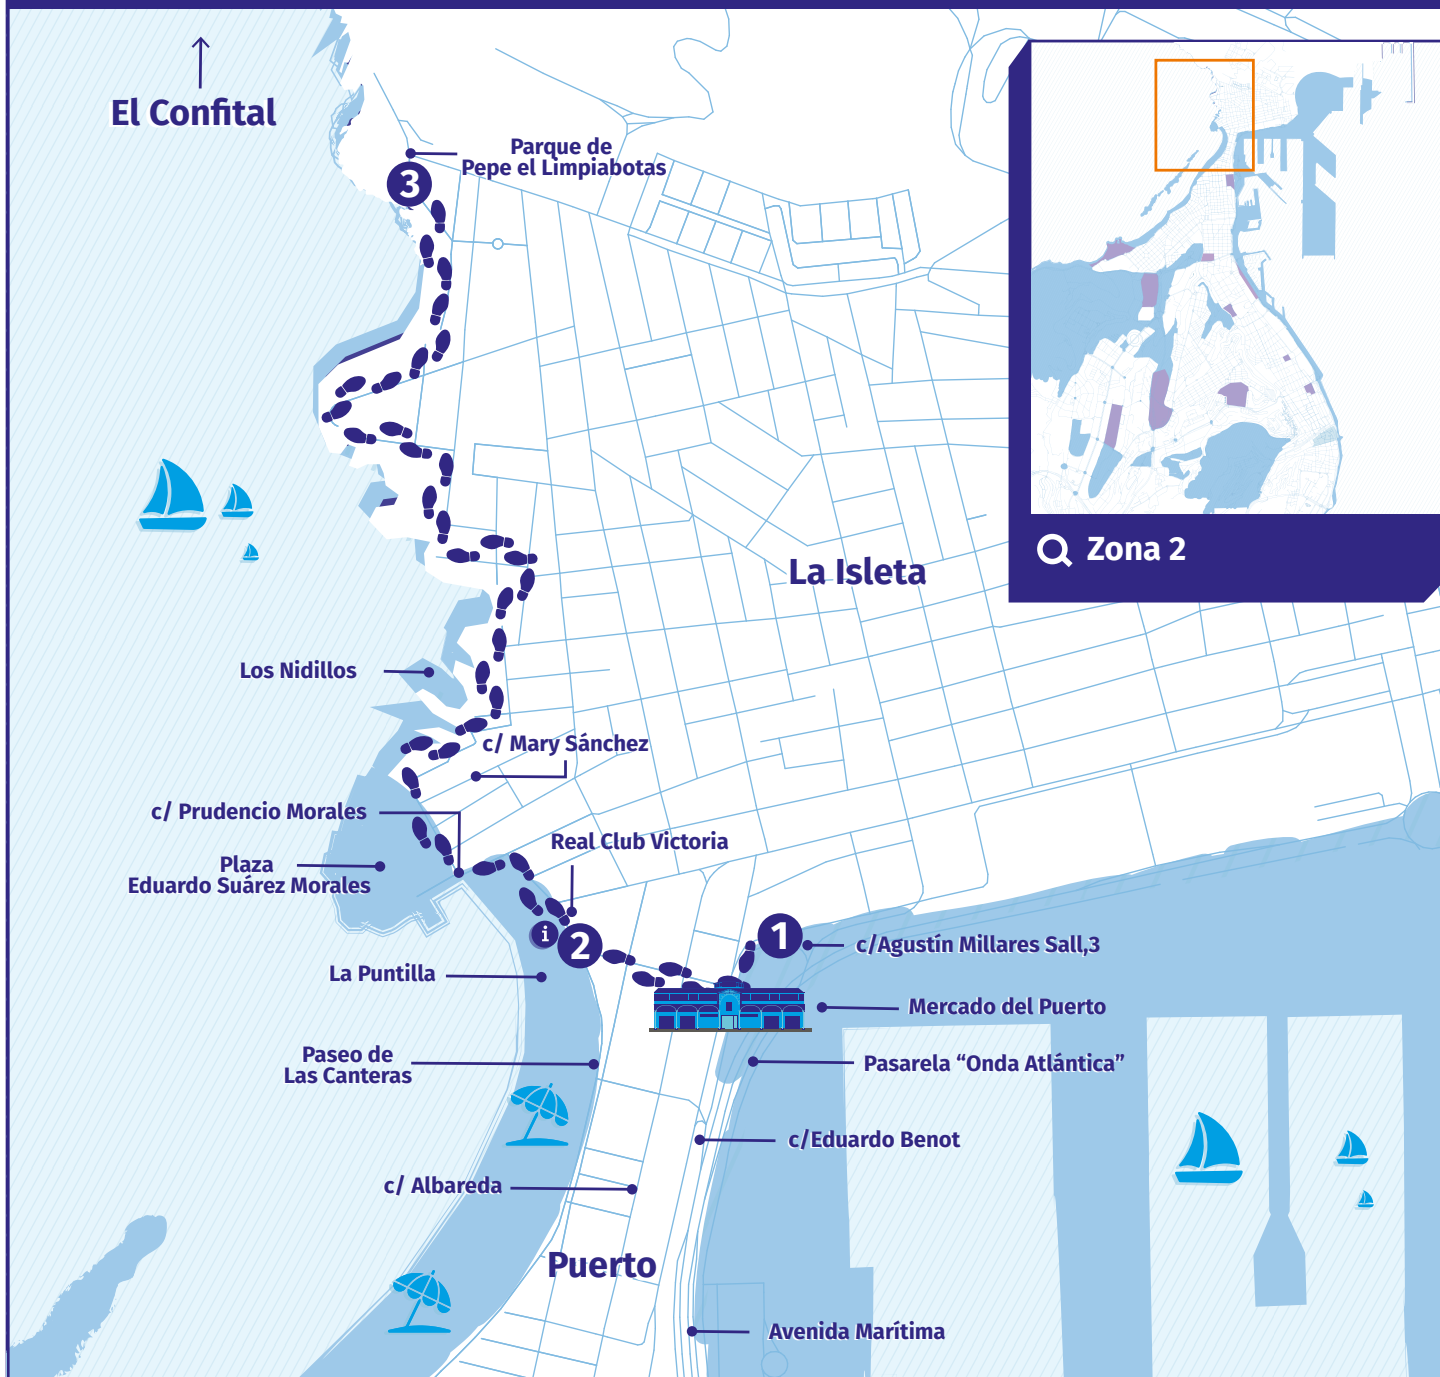 El Confital
Parque de
Pepe el Limpiabotas
3
Zona 2
La Isleta
Los Nidillos
c/ Mary Sánchez
c/ Prudencio Morales
Real Club Victoria
Plaza
Eduardo Suárez Morales
i
2
1
c/Agustín Millares Sall,3
La Puntilla
Mercado del Puerto
Paseo de
Las Canteras
Pasarela “Onda Atlántica”
c/Eduardo Benot
c/ Albareda
Puerto
Avenida Marítima